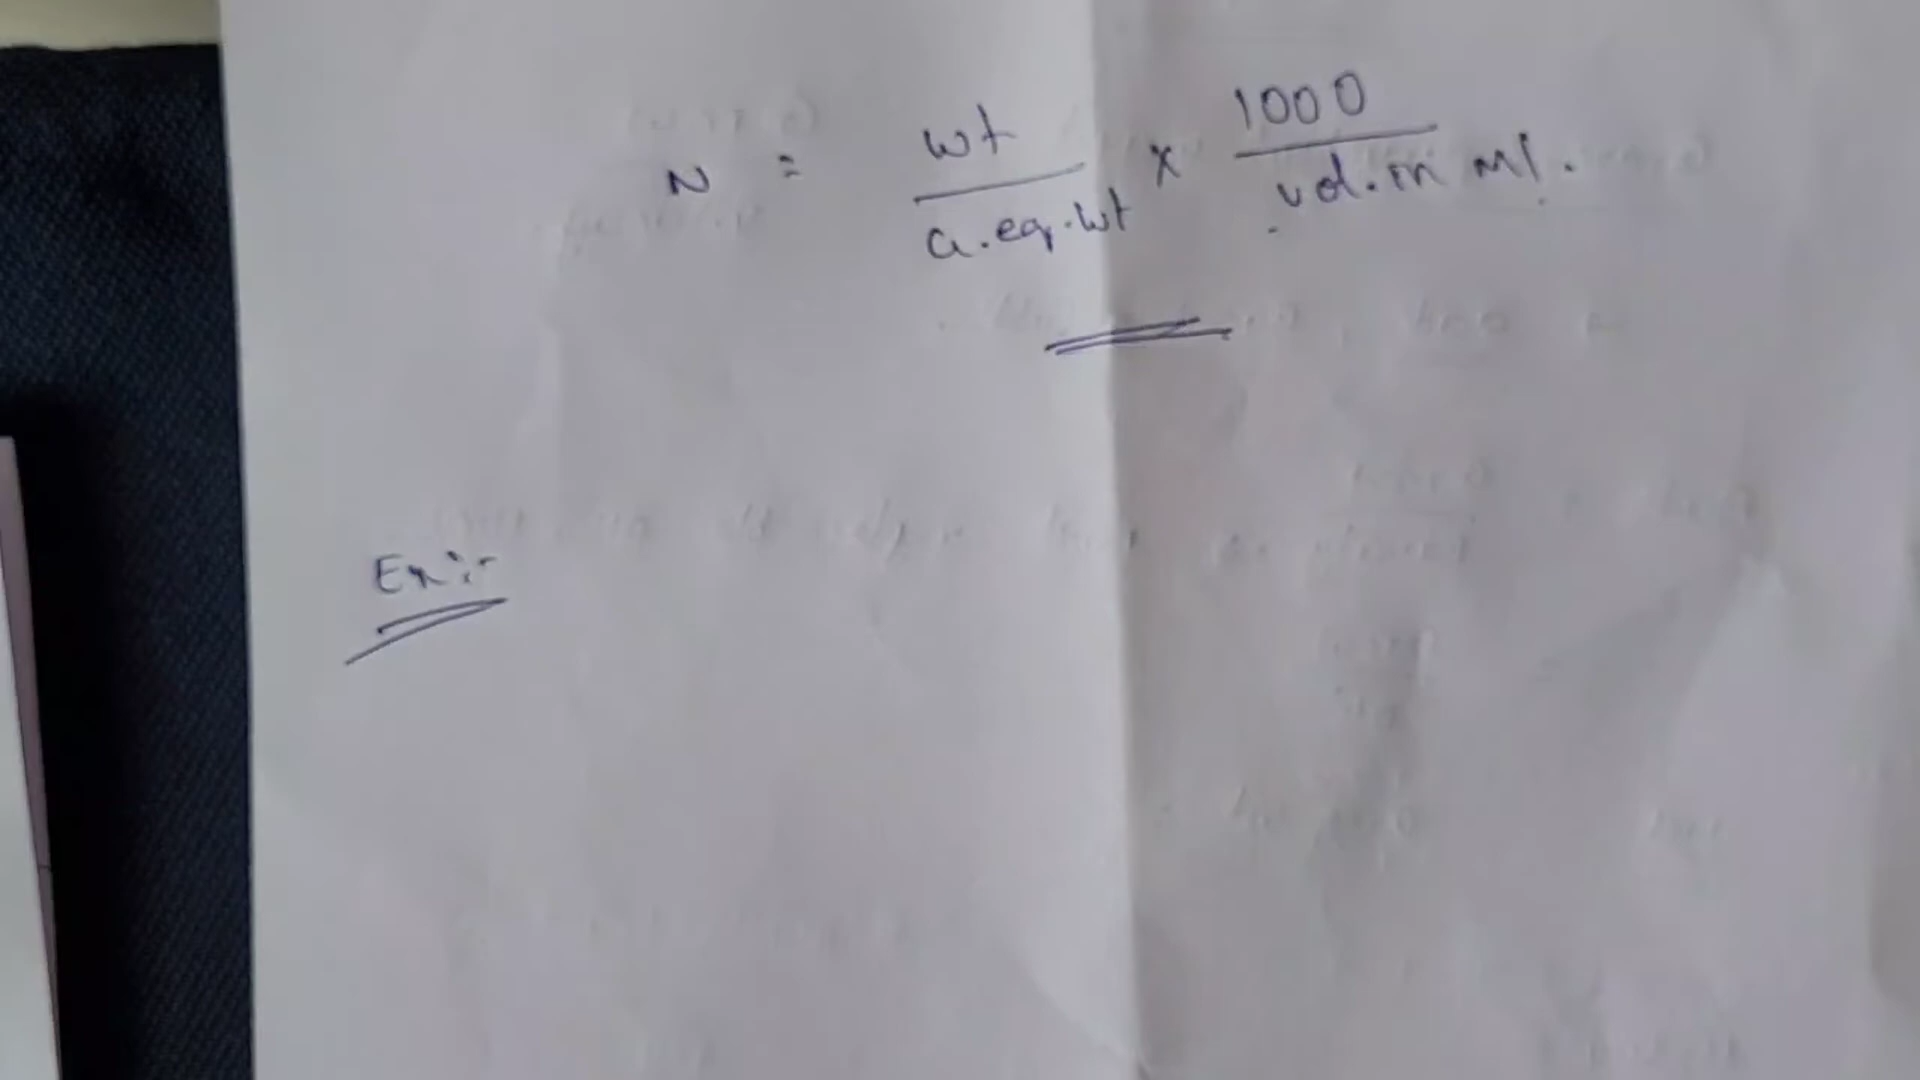 N = wt / a.eq.wt x 1000 / vol.in ml.
Ex:-